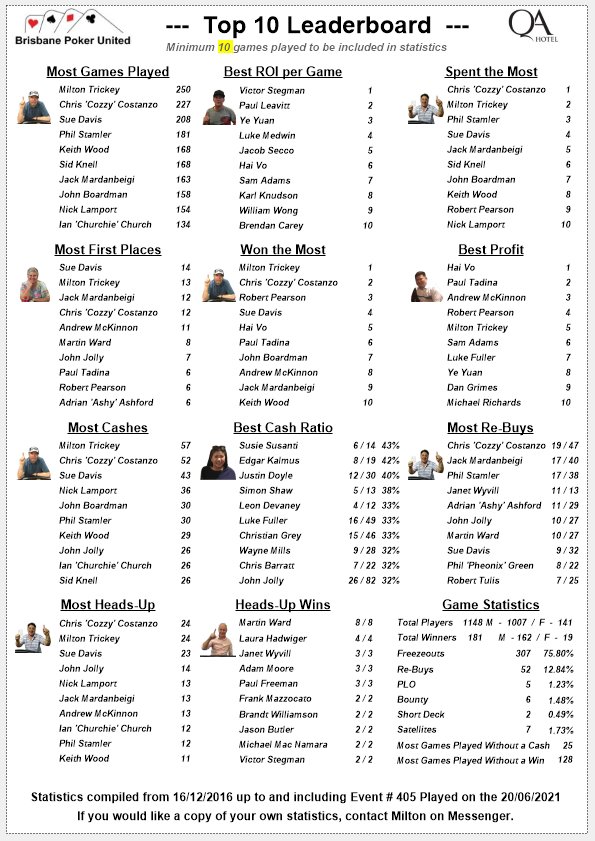 Brisbane Poker United
--- Top 10 Leaderboard ---
Minimum 10 games played to be included in statistics
QA
HOTEL
Most Games Played
Milton Trickey 250
Chris 'Cozzy' Costanzo 227
Sue Davis 208
Phil Stamler 181
Keith Wood 168
Sid Knell 168
Jack Mardanbeigi 163
John Boardman 158
Nick Lamport 154
Ian 'Churchie' Church 134
Best ROI per Game
Victor Stegman 1
Paul Leavitt 2
Ye Yuan 3
Luke Medwin 4
Jacob Secco 5
Hai Vo 6
Sam Adams 7
Karl Knudson 8
William Wong 9
Brendan Carey 10
Spent the Most
Chris 'Cozzy' Costanzo 1
Milton Trickey 2
Phil Stamler 3
Sue Davis 4
Jack Mardanbeigi 5
Sid Knell 6
John Boardman 7
Keith Wood 8
Robert Pearson 9
Nick Lamport 10
Most First Places
Sue Davis 14
Milton Trickey 13
Jack Mardanbeigi 12
Chris 'Cozzy' Costanzo 12
Andrew McKinnon 11
Martin Ward 8
John Jolly 7
Paul Tadina 6
Robert Pearson 6
Adrian 'Ashy' Ashford 6
Won the Most
Milton Trickey 1
Chris 'Cozzy' Costanzo 2
Robert Pearson 3
Sue Davis 4
Hai Vo 5
Paul Tadina 6
John Boardman 7
Andrew McKinnon 8
Jack Mardanbeigi 9
Keith Wood 10
Best Profit
Hai Vo 1
Paul Tadina 2
Andrew McKinnon 3
Robert Pearson 4
Milton Trickey 5
Sam Adams 6
Luke Fuller 7
Ye Yuan 8
Dan Grimes 9
Michael Richards 10
Most Cashes
Milton Trickey 57
Chris 'Cozzy' Costanzo 52
Sue Davis 43
Nick Lamport 36
John Boardman 30
Phil Stamler 30
Keith Wood 29
John Jolly 26
Ian 'Churchie' Church 26
Sid Knell 26
Best Cash Ratio
Susie Susanti 6 / 14 43%
Edgar Kalmus 8 / 19 42%
Justin Doyle 12 / 30 40%
Simon Shaw 5 / 13 38%
Leon Devaney 4 / 12 33%
Luke Fuller 16 / 49 33%
Christian Grey 15 / 46 33%
Wayne Mills 9 / 28 32%
Chris Barratt 7 / 22 32%
John Jolly 26 / 82 32%
Most Re-Buys
Chris 'Cozzy' Costanzo 19 / 47
Jack Mardanbeigi 17 / 40
Phil Stamler 17 / 38
Janet Wyvill 11 / 13
Adrian 'Ashy' Ashford 11 / 29
John Jolly 10 / 27
Martin Ward 10 / 27
Sue Davis 9 / 32
Phil 'Pheonix' Green 8 / 22
Robert Tulis 7 / 25
Most Heads-Up
Chris 'Cozzy' Costanzo 24
Milton Trickey 24
Sue Davis 23
John Jolly 14
Nick Lamport 13
Jack Mardanbeigi 13
Andrew McKinnon 13
Ian 'Churchie' Church 12
Phil Stamler 12
Keith Wood 11
Heads-Up Wins
Martin Ward 8 / 8
Laura Hadwiger 4 / 4
Janet Wyvill 3 / 3
Adam Moore 3 / 3
Paul Freeman 3 / 3
Frank Mazzocato 2 / 2
Brandt Williamson 2 / 2
Jason Butler 2 / 2
Michael Mac Namara 2 / 2
Victor Stegman 2 / 2
Game Statistics
Total Players 1148 M - 1007 / F - 141
Total Winners 181 M - 162 / F - 19
Freezeouts 307 75.80%
Re-Buys 52 12.84%
PLO 5 1.23%
Bounty 6 1.48%
Short Deck 2 0.49%
Satellites 7 1.73%
Most Games Played Without a Cash 25
Most Games Played Without a Win 128
Statistics compiled from 16/12/2016 up to and including Event # 405 Played on the 20/06/2021
If you would like a copy of your own statistics, contact Milton on Messenger.